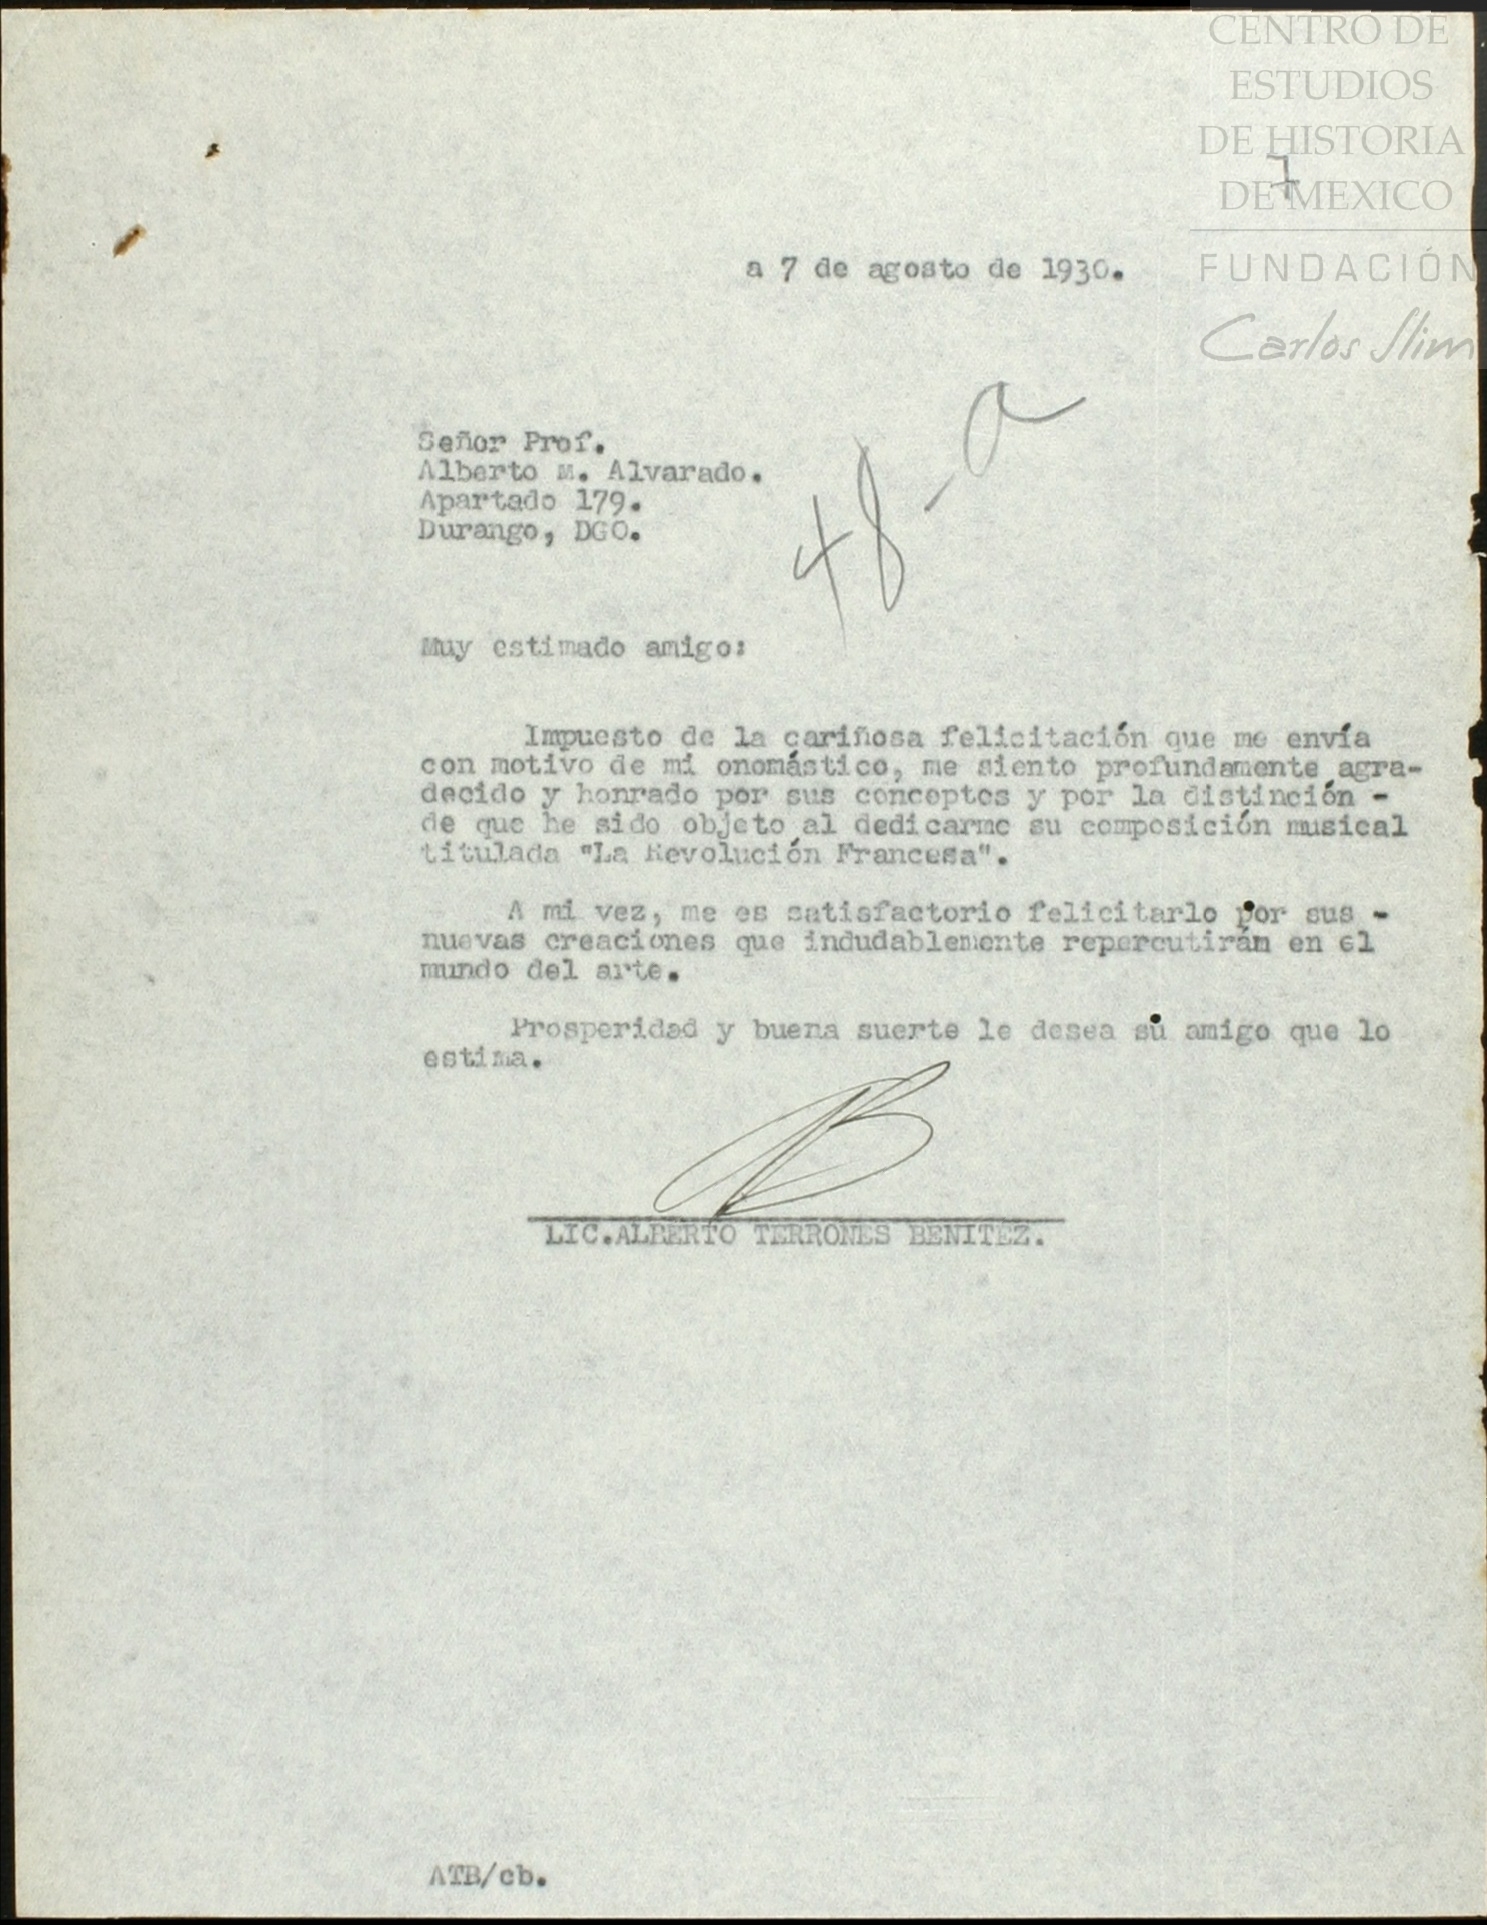 CENTRO DE
ESTUDIOS
DE HISTORIA
DE MEXICO
FUNDACIÓN
Carlos Slim
7
a 7 de agosto de 1930.
48-a
Señor Prof.
Alberto M. Alvarado.
Apartado 179.
Durango, DGO.
Muy estimado amigo:
Impuesto de la cariñosa felicitación que me envía
con motivo de mi onomástico, me siento profundamente agra-
decido y honrado por sus conceptos y por la distinción -
de que he sido objeto al dedicarme su composición musical
titulada "La Revolución Francesa".
A mi vez, me es satisfactorio felicitarlo por sus -
nuevas creaciones que indudablemente repercutirán en el
mundo del arte.
Prosperidad y buena suerte le desea su amigo que lo
estima.
LIC.ALBERTO TERRONES BENITEZ.
ATB/cb.